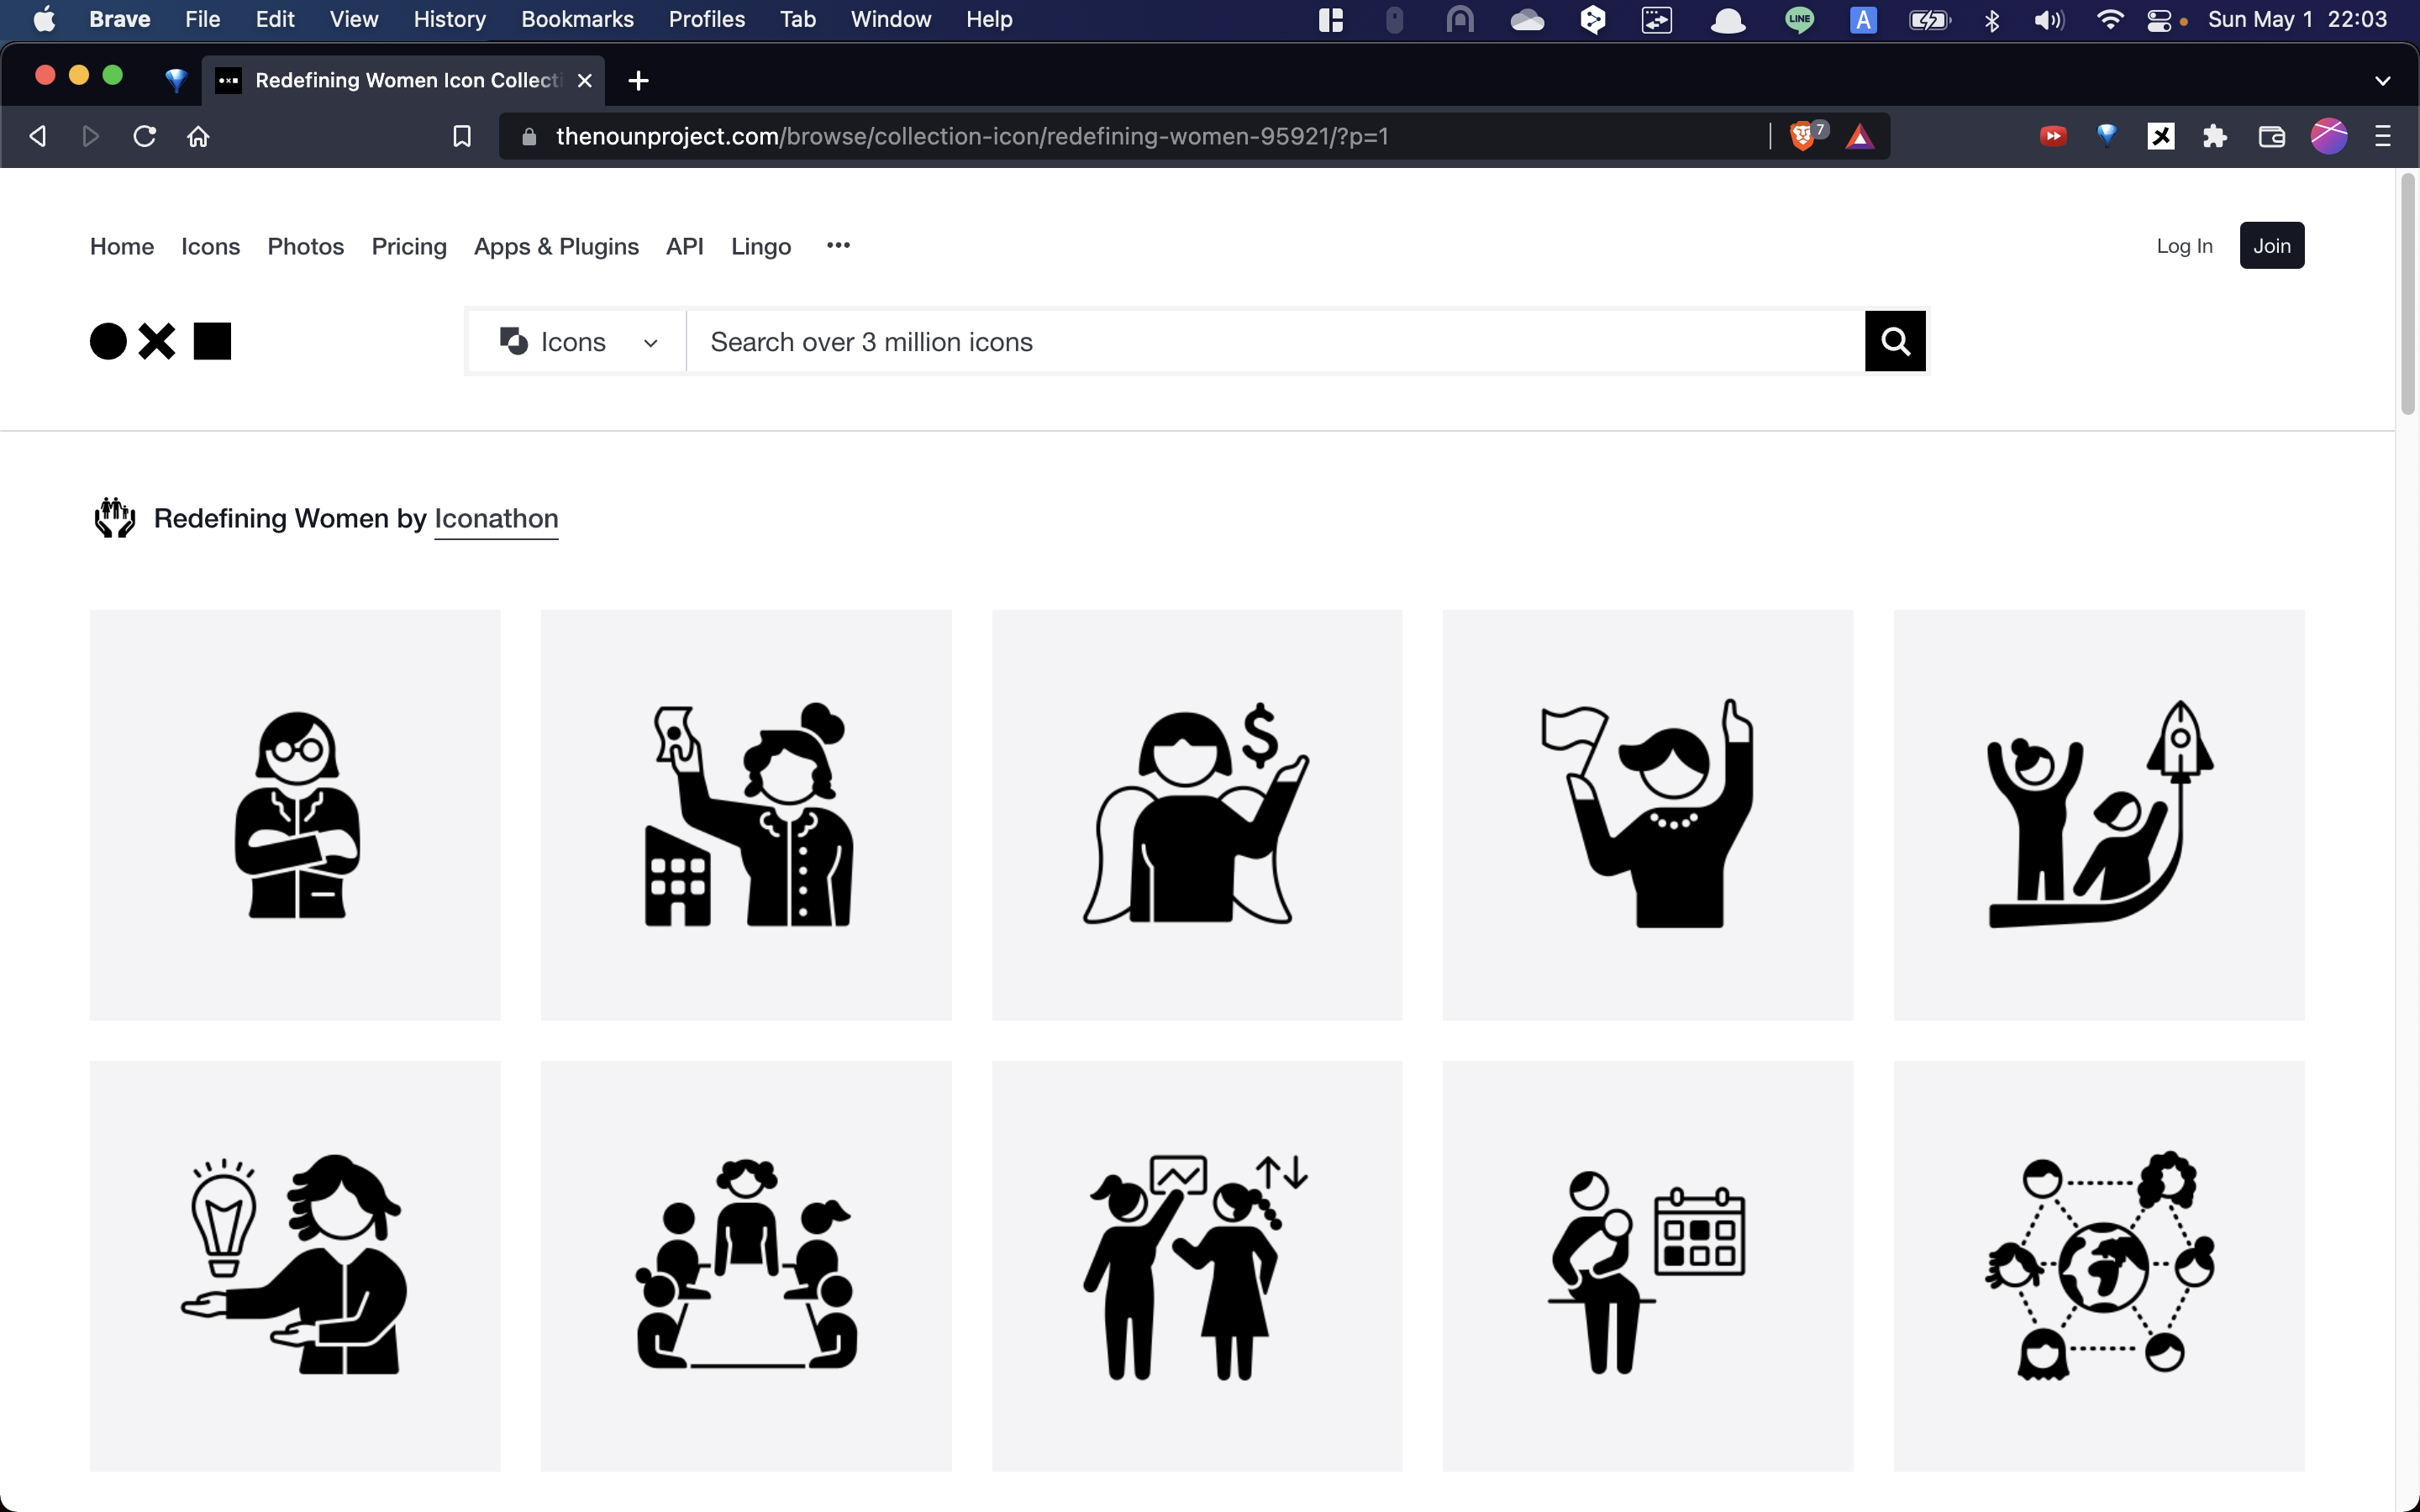 Brave File Edit View History Bookmarks Profiles Tab Window Help LINE A Sun May 1 22:03
Redefining Women Icon Collecti
thenounproject.com/browse/collection-icon/redefining-women-95921/?p=1 7
Home Icons Photos Pricing Apps & Plugins API Lingo ••• Log In Join
Icons Search over 3 million icons
Redefining Women by Iconathon
$